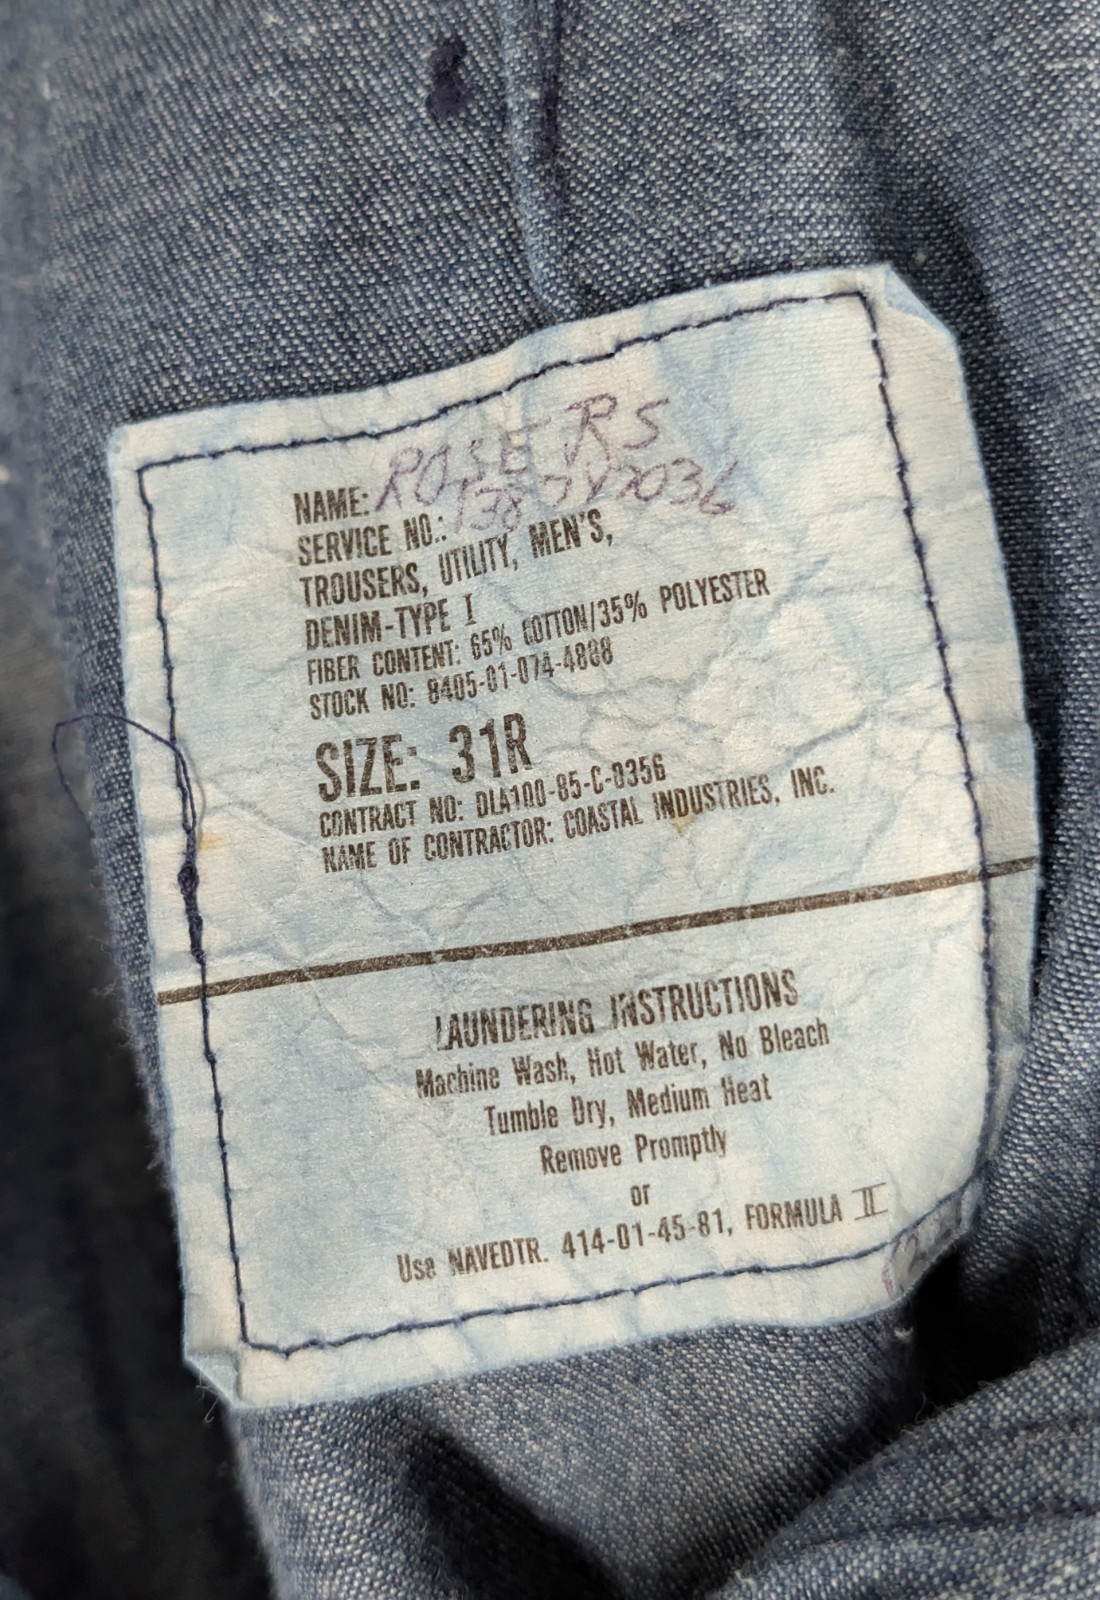 NAME: ROSE RS
SERVICE NO.:
TROUSERS, UTILITY, MEN'S,
DENIM-TYPE I
FIBER CONTENT: 65% COTTON/35% POLYESTER
STOCK NO: 8405-01-074-4888
SIZE: 31R
CONTRACT NO: DLA100-85-C-0356
NAME OF CONTRACTOR: COASTAL INDUSTRIES, INC.
LAUNDERING INSTRUCTIONS
Machine Wash, Hot Water, No Bleach
Tumble Dry, Medium Heat
Remove Promptly
or
Use NAVEDTR. 414-01-45-81, FORMULA II